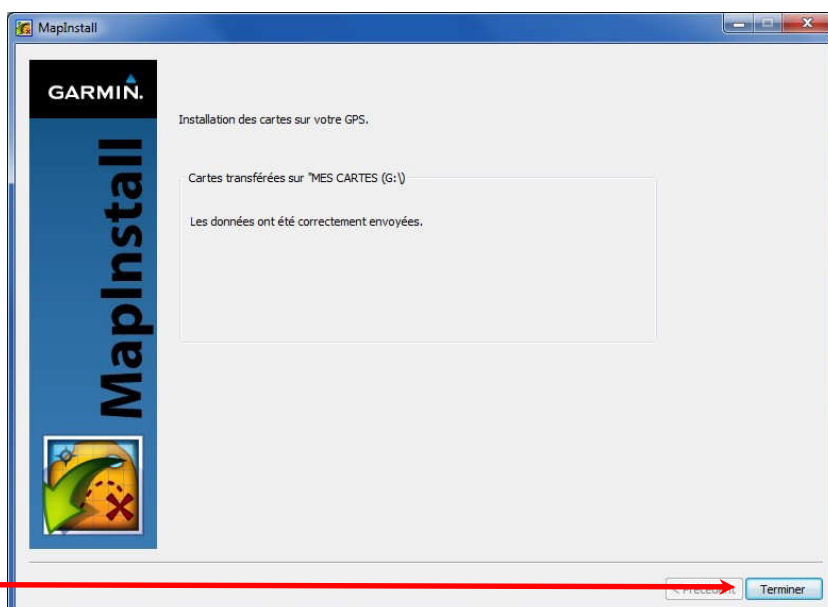 MapInstall
GARMIN.
MapInstall
Installation des cartes sur votre GPS.
Cartes transférées sur "MES CARTES (G:\)
Les données ont été correctement envoyées.
Terminer